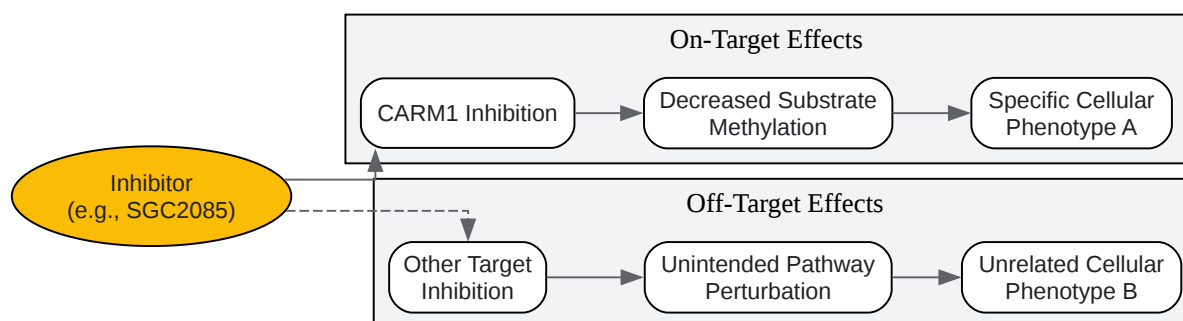 On-Target Effects
CARM1 Inhibition
Decreased Substrate
Methylation
Specific Cellular
Phenotype A
Inhibitor
(e.g., SGC2085)
Off-Target Effects
Other Target
Inhibition
Unintended Pathway
Perturbation
Unrelated Cellular
Phenotype B